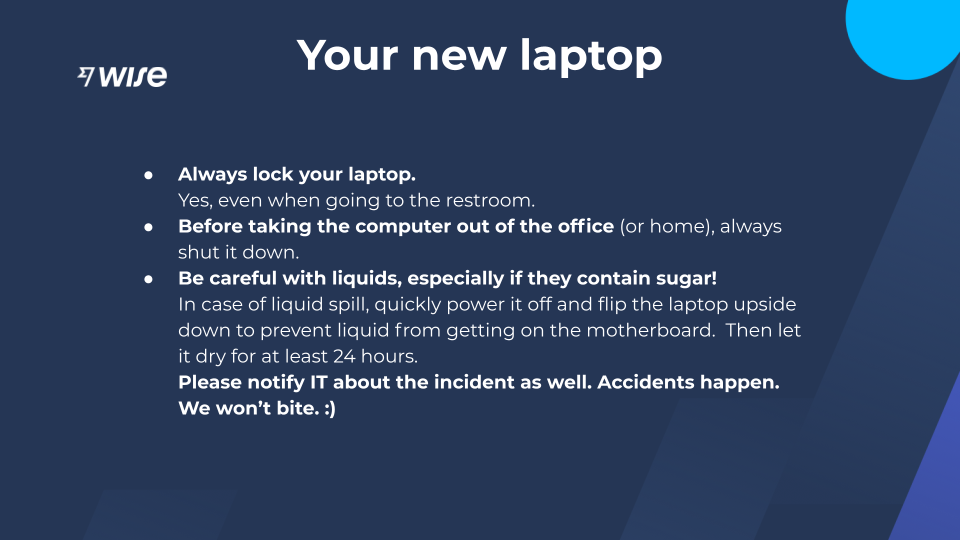 Your new laptop
wise
● Always lock your laptop.
Yes, even when going to the restroom.
● Before taking the computer out of the office (or home), always
shut it down.
● Be careful with liquids, especially if they contain sugar!
In case of liquid spill, quickly power it off and flip the laptop upside
down to prevent liquid from getting on the motherboard.  Then let
it dry for at least 24 hours.
Please notify IT about the incident as well. Accidents happen.
We won’t bite. :)